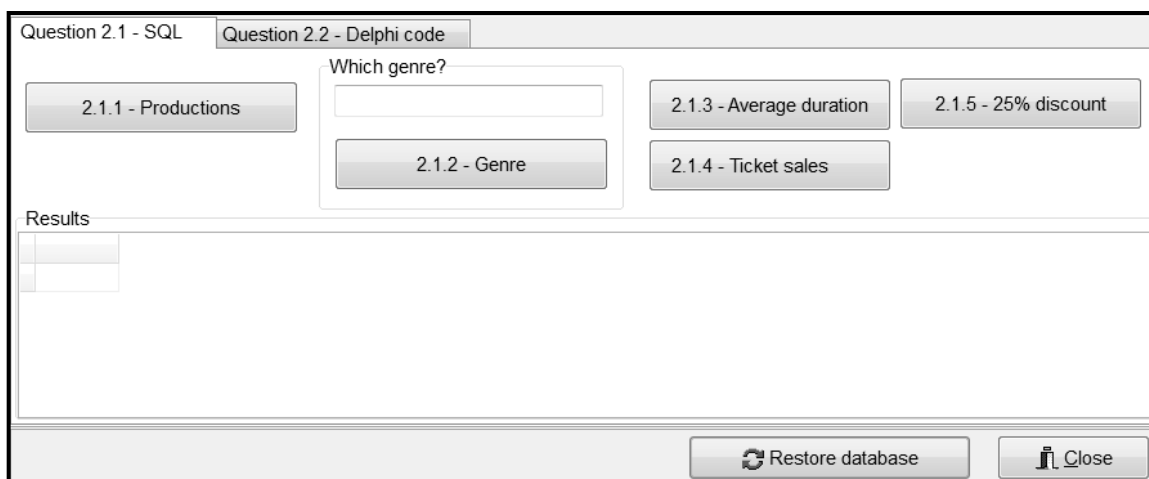 Question 2.1 - SQL
Question 2.2 - Delphi code
Which genre?
2.1.1 - Productions
2.1.2 - Genre
2.1.3 - Average duration
2.1.5 - 25% discount
2.1.4 - Ticket sales
Results
Restore database
Close